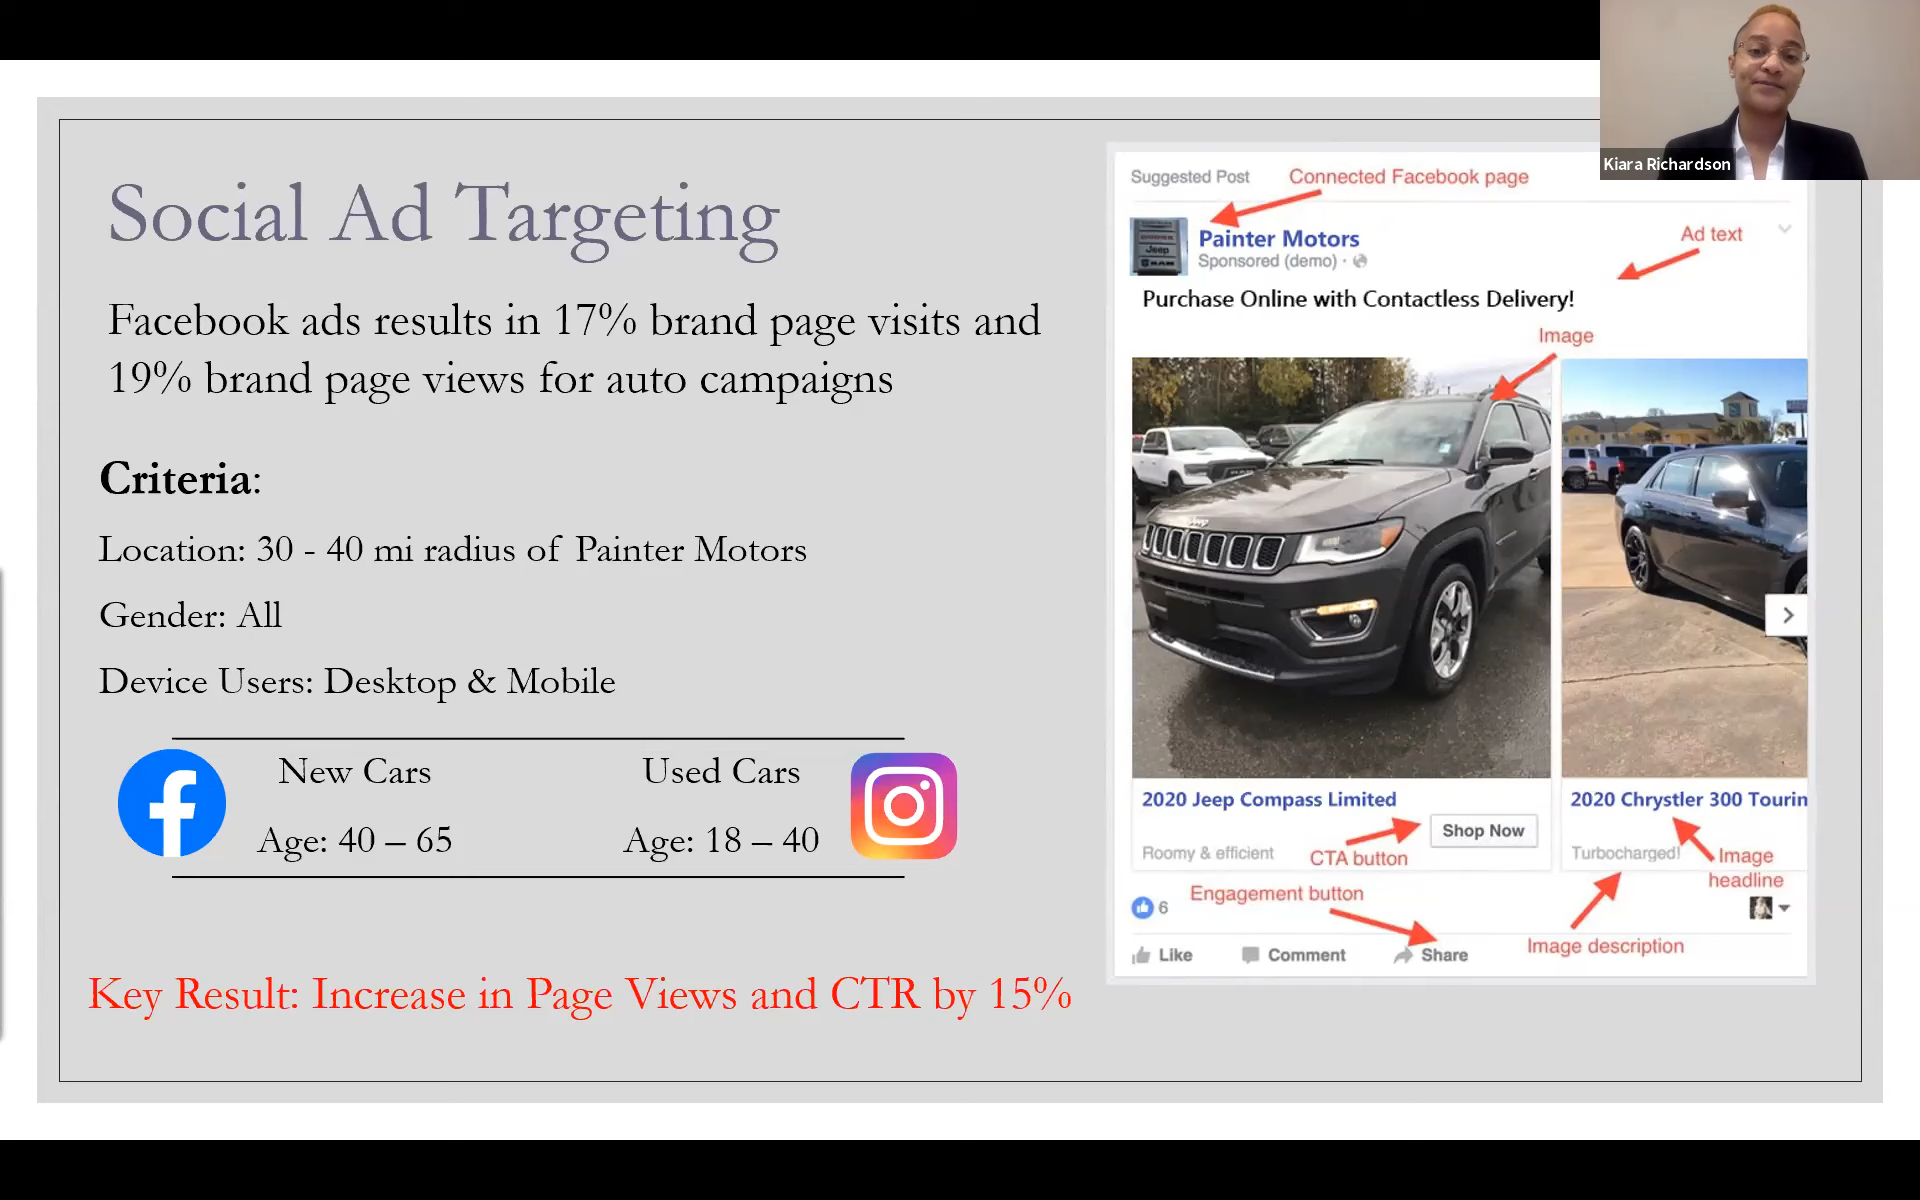 Kiara Richardson
Social Ad Targeting
Facebook ads results in 17% brand page visits and
19% brand page views for auto campaigns
Criteria:
Location: 30 - 40 mi radius of Painter Motors
Gender: All
Device Users: Desktop & Mobile
New Cars
Used Cars
Age: 40 – 65
Age: 18 – 40
Key Result: Increase in Page Views and CTR by 15%
Suggested Post
Connected Facebook page
Painter Motors
Sponsored (demo) ·
Ad text
Purchase Online with Contactless Delivery!
Image
Jeep
RAM
Jeep
2020 Jeep Compass Limited
2020 Chrystler 300 Tourin
Shop Now
Roomy & efficient
CTA button
Turbocharged!
Image
headline
Engagement button
6
Image description
Like
Comment
Share